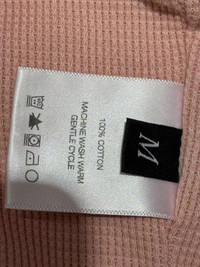 M
100% COTTON
MACHINE WASH WARM
GENTLE CYCLE